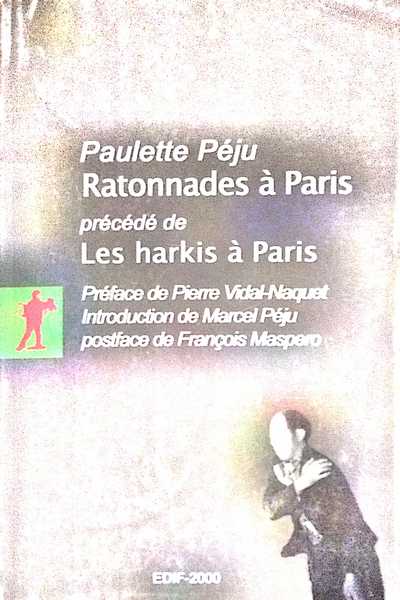 Paulette Péju
Ratonnades à Paris
précédé de
Les harkis à Paris
Préface de Pierre Vidal-Naquet
Introduction de Marcel Péju
postface de François Maspero
EDIF-2000